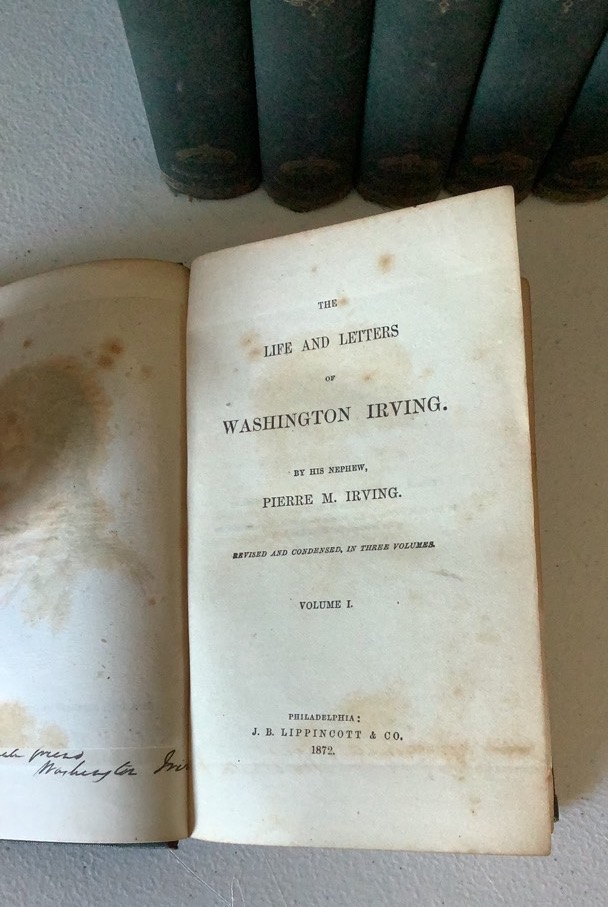 THE
LIFE AND LETTERS
OF
WASHINGTON IRVING.
BY HIS NEPHEW,
PIERRE M. IRVING.
REVISED AND CONDENSED, IN THREE VOLUMES.
VOLUME I.
PHILADELPHIA:
J. B. LIPPINCOTT & CO.
1872.
Washington